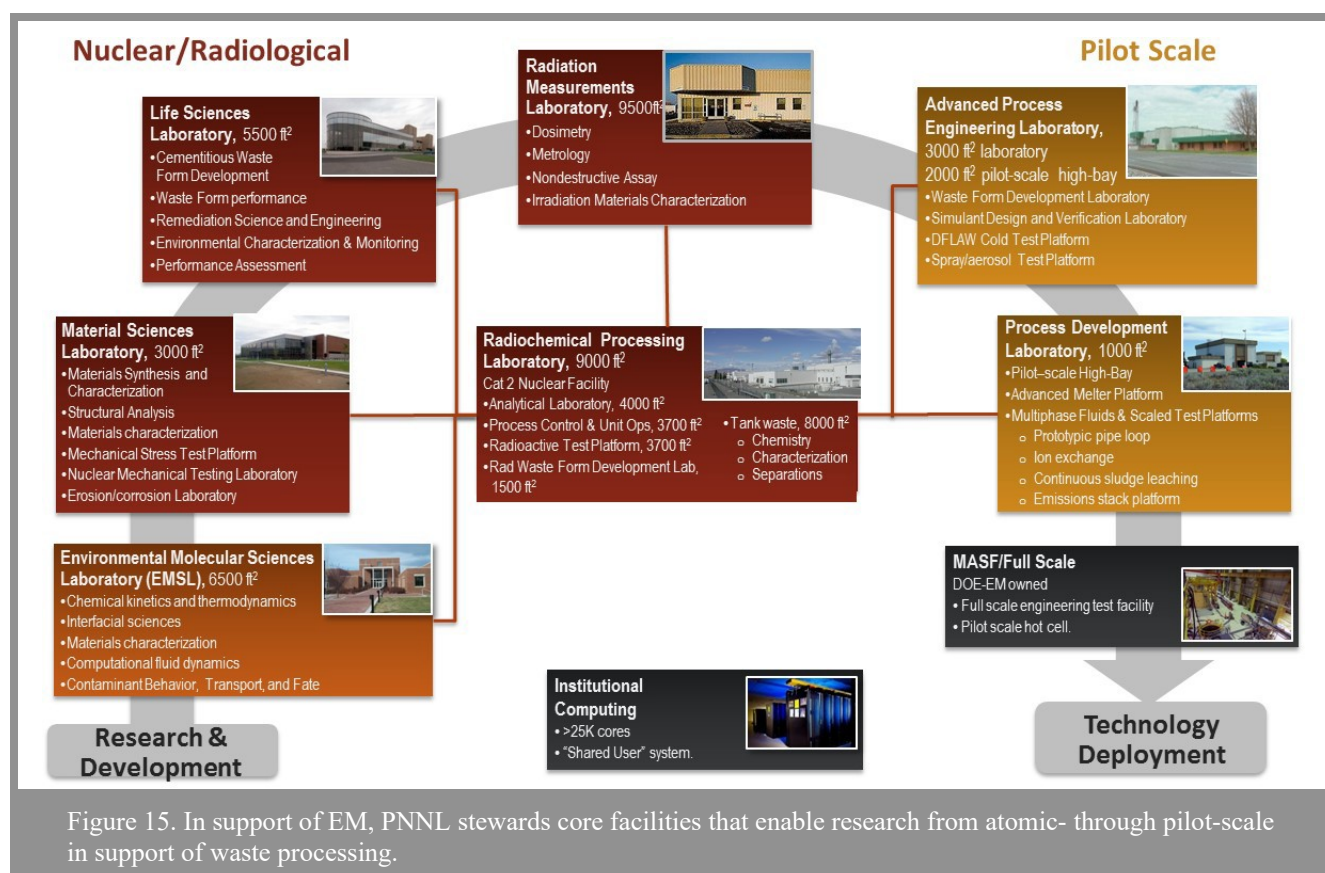 Nuclear/Radiological
Pilot Scale
Life Sciences
Laboratory, 5500 ft²
•Cementitious Waste
Form Development
•Waste Form performance
•Remediation Science and Engineering
•Environmental Characterization & Monitoring
•Performance Assessment
Radiation
Measurements
Laboratory, 9500ft²
•Dosimetry
•Metrology
•Nondestructive Assay
•Irradiation Materials Characterization
Advanced Process
Engineering Laboratory,
3000 ft² laboratory
2000 ft² pilot-scale high-bay
•Waste Form Development Laboratory
•Simulant Design and Verification Laboratory
•DFLAW Cold Test Platform
•Spray/aerosol Test Platform
Material Sciences
Laboratory, 3000 ft²
•Materials Synthesis and
Characterization
•Structural Analysis
•Materials characterization
•Mechanical Stress Test Platform
•Nuclear Mechanical Testing Laboratory
•Erosion/corrosion Laboratory
Radiochemical Processing
Laboratory, 9000 ft²
Cat 2 Nuclear Facility
•Analytical Laboratory, 4000 ft²
•Process Control & Unit Ops, 3700 ft²
•Radioactive Test Platform, 3700 ft²
•Rad Waste Form Development Lab,
1500 ft²
•Tank waste, 8000 ft²
o Chemistry
o Characterization
o Separations
Process Development
Laboratory, 1000 ft²
•Pilot–scale High-Bay
•Advanced Melter Platform
•Multiphase Fluids & Scaled Test Platforms
o Prototypic pipe loop
o Ion exchange
o Continuous sludge leaching
o Emissions stack platform
Environmental Molecular Sciences
Laboratory (EMSL), 6500 ft²
•Chemical kinetics and thermodynamics
•Interfacial sciences
•Materials characterization
•Computational fluid dynamics
•Contaminant Behavior, Transport, and Fate
MASF/Full Scale
DOE-EM owned
• Full scale engineering test facility
• Pilot scale hot cell.
Institutional
Computing
• >25K cores
• “Shared User” system.
Research &
Development
Technology
Deployment
Figure 15. In support of EM, PNNL stewards core facilities that enable research from atomic- through pilot-scale
in support of waste processing.